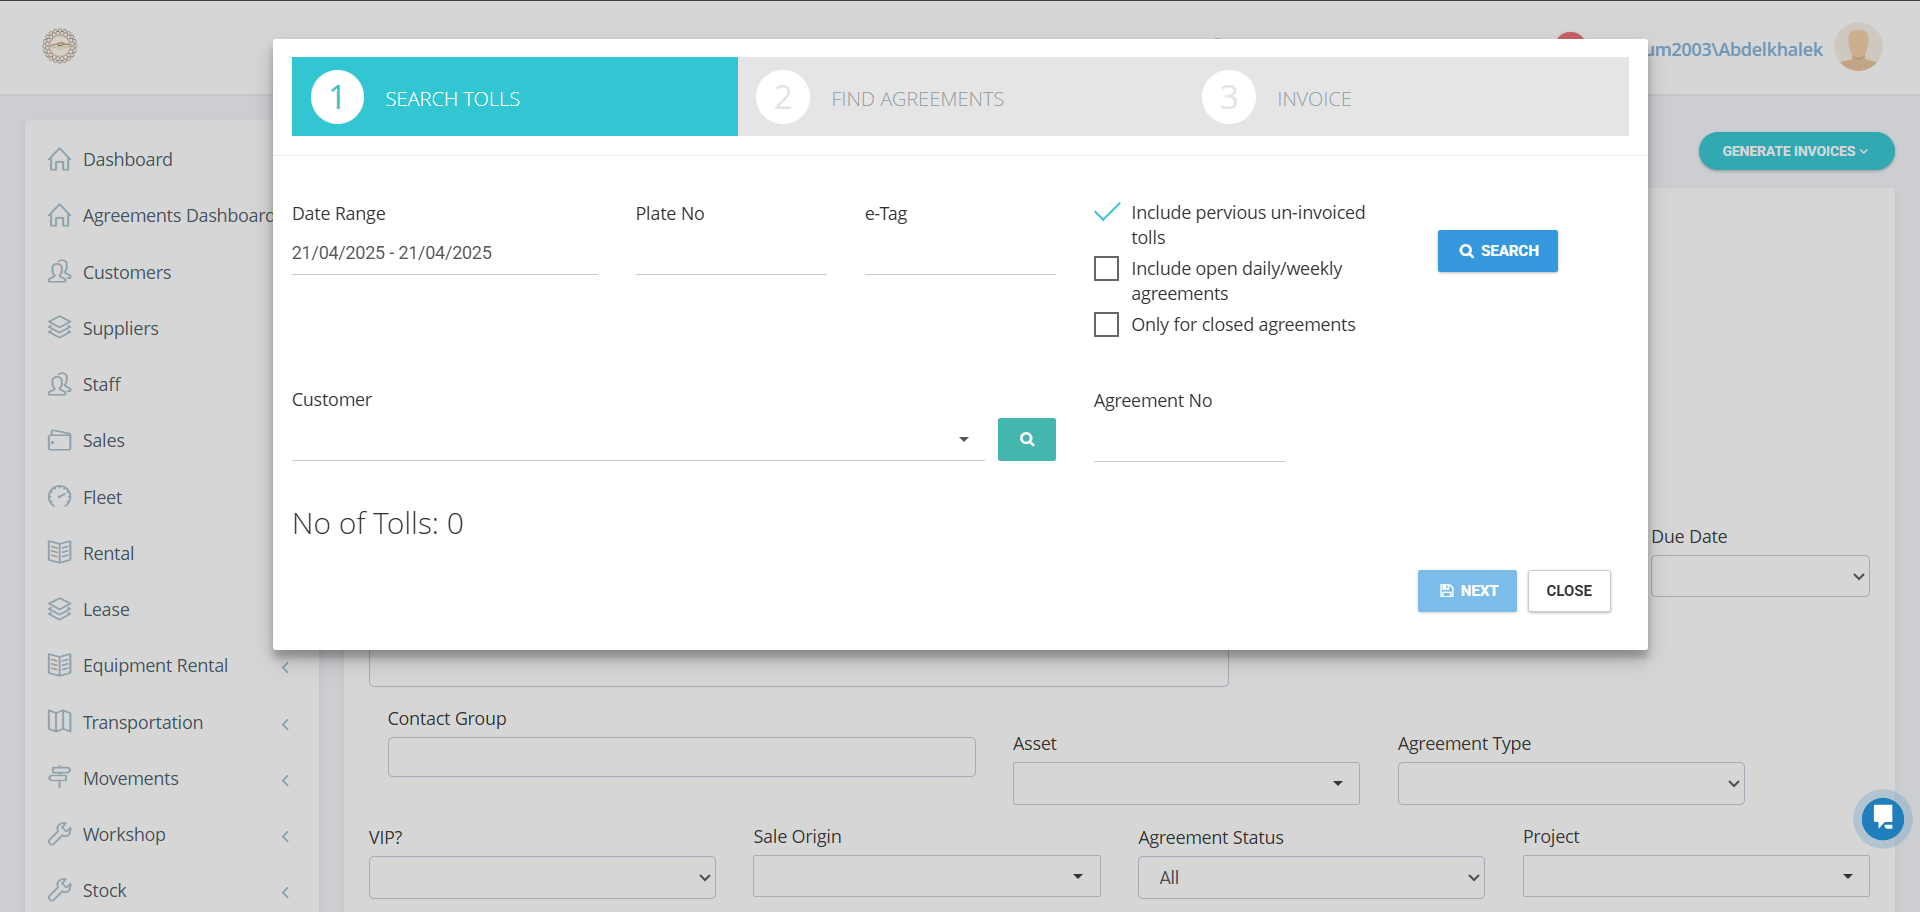 um2003\Abdelkhalek
1 SEARCH TOLLS
2 FIND AGREEMENTS
3 INVOICE
GENERATE INVOICES
Dashboard
Agreements Dashboard
Customers
Suppliers
Staff
Sales
Fleet
Rental
Lease
Equipment Rental
Transportation
Movements
Workshop
Stock
Date Range
21/04/2025 - 21/04/2025
Plate No
e-Tag
Include pervious un-invoiced
tolls
Include open daily/weekly
agreements
Only for closed agreements
SEARCH
Customer
Agreement No
No of Tolls: 0
NEXT
CLOSE
Due Date
Contact Group
Asset
Agreement Type
VIP?
Sale Origin
Agreement Status
All
Project